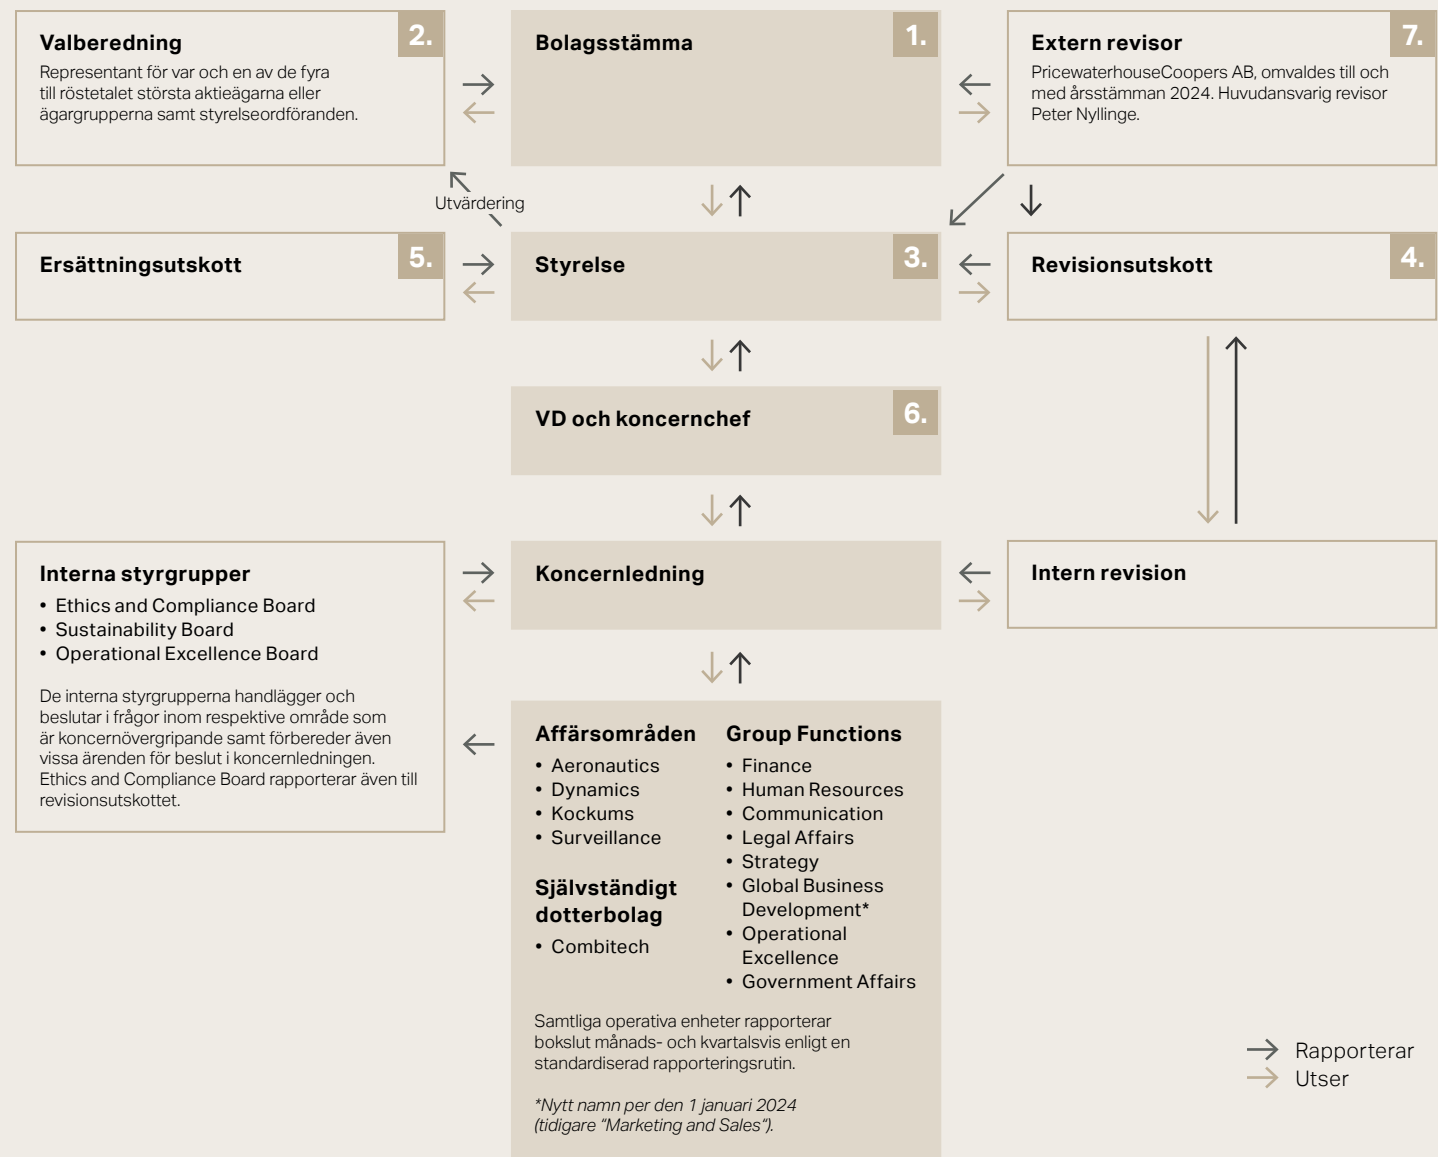 Valberedning
2.
Representant för var och en av de fyra
till röstetalet största aktieägarna eller
ägargrupperna samt styrelseordföranden.
Bolagsstämma
1.
Extern revisor
7.
PricewaterhouseCoopers AB, omvaldes till och
med årsstämman 2024. Huvudansvarig revisor
Peter Nyllinge.
Utvärdering
Ersättningsutskott
5.
Styrelse
3.
Revisionsutskott
4.
VD och koncernchef
6.
Interna styrgrupper
• Ethics and Compliance Board
• Sustainability Board
• Operational Excellence Board
De interna styrgrupperna handlägger och
beslutar i frågor inom respektive område som
är koncernövergripande samt förbereder även
vissa ärenden för beslut i koncernledningen.
Ethics and Compliance Board rapporterar även till
revisionsutskottet.
Koncernledning
Intern revision
Affärsområden
• Aeronautics
• Dynamics
• Kockums
• Surveillance
Självständigt
dotterbolag
• Combitech
Group Functions
• Finance
• Human Resources
• Communication
• Legal Affairs
• Strategy
• Global Business
Development*
• Operational
Excellence
• Government Affairs
Samtliga operativa enheter rapporterar
bokslut månads- och kvartalsvis enligt en
standardiserad rapporteringsrutin.
*Nytt namn per den 1 januari 2024
(tidigare "Marketing and Sales").
Rapporterar
Utser